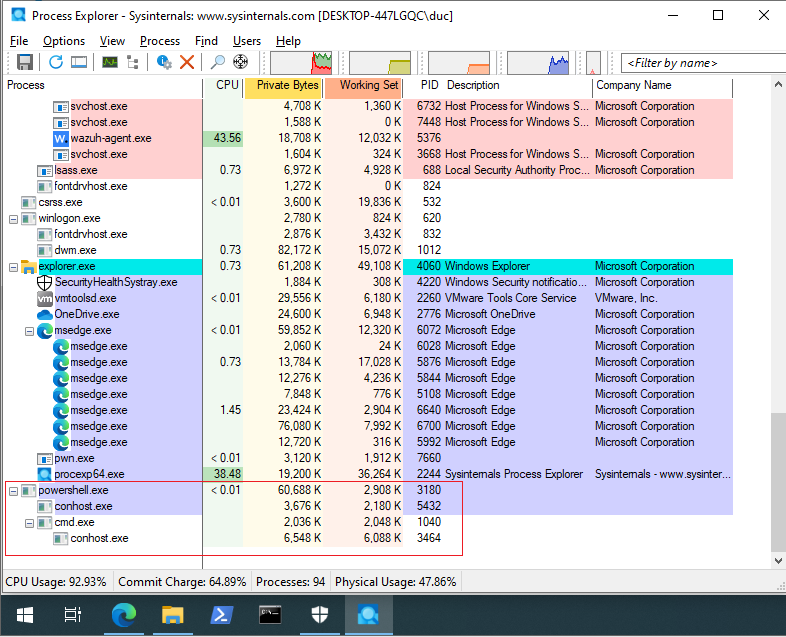 Process Explorer - Sysinternals: www.sysinternals.com [DESKTOP-447LGQC\duc]
File Options View Process Find Users Help
<Filter by name>
Process CPU Private Bytes Working Set PID Description Company Name
svchost.exe 4,708 K 1,360 K 6732 Host Process for Windows S... Microsoft Corporation
svchost.exe 1,588 K 0 K 7448 Host Process for Windows S... Microsoft Corporation
W. wazuh-agent.exe 43.56 18,708 K 12,032 K 5376
svchost.exe 1,604 K 324 K 3668 Host Process for Windows S... Microsoft Corporation
lsass.exe 0.73 6,972 K 4,928 K 688 Local Security Authority Proc... Microsoft Corporation
fontdrvhost.exe 1,272 K 0 K 824
csrss.exe < 0.01 3,600 K 19,836 K 532
winlogon.exe 2,780 K 824 K 620
fontdrvhost.exe 2,876 K 3,432 K 832
dwm.exe 0.73 82,172 K 15,072 K 1012
explorer.exe 0.73 61,208 K 49,108 K 4060 Windows Explorer Microsoft Corporation
SecurityHealthSystray.exe 1,884 K 308 K 4220 Windows Security notificatio... Microsoft Corporation
vm vmtoolsd.exe < 0.01 29,556 K 6,180 K 2260 VMware Tools Core Service VMware, Inc.
OneDrive.exe 24,600 K 6,948 K 2776 Microsoft OneDrive Microsoft Corporation
msedge.exe < 0.01 59,852 K 12,320 K 6072 Microsoft Edge Microsoft Corporation
msedge.exe 2,060 K 24 K 6028 Microsoft Edge Microsoft Corporation
msedge.exe 0.73 13,784 K 17,028 K 5876 Microsoft Edge Microsoft Corporation
msedge.exe 12,276 K 4,236 K 5844 Microsoft Edge Microsoft Corporation
msedge.exe 7,848 K 776 K 5108 Microsoft Edge Microsoft Corporation
msedge.exe 1.45 23,424 K 2,904 K 6640 Microsoft Edge Microsoft Corporation
msedge.exe 76,080 K 7,992 K 6700 Microsoft Edge Microsoft Corporation
msedge.exe 12,720 K 316 K 5992 Microsoft Edge Microsoft Corporation
pwn.exe < 0.01 3,120 K 1,912 K 7660
procexp64.exe 38.48 19,200 K 36,264 K 2244 Sysinternals Process Explorer Sysinternals - www.sysinter...
powershell.exe < 0.01 60,688 K 2,908 K 3180
conhost.exe 3,676 K 2,180 K 5432
cmd.exe 2,036 K 2,048 K 1040
conhost.exe 6,548 K 6,088 K 3464
CPU Usage: 92.93% Commit Charge: 64.89% Processes: 94 Physical Usage: 47.86%